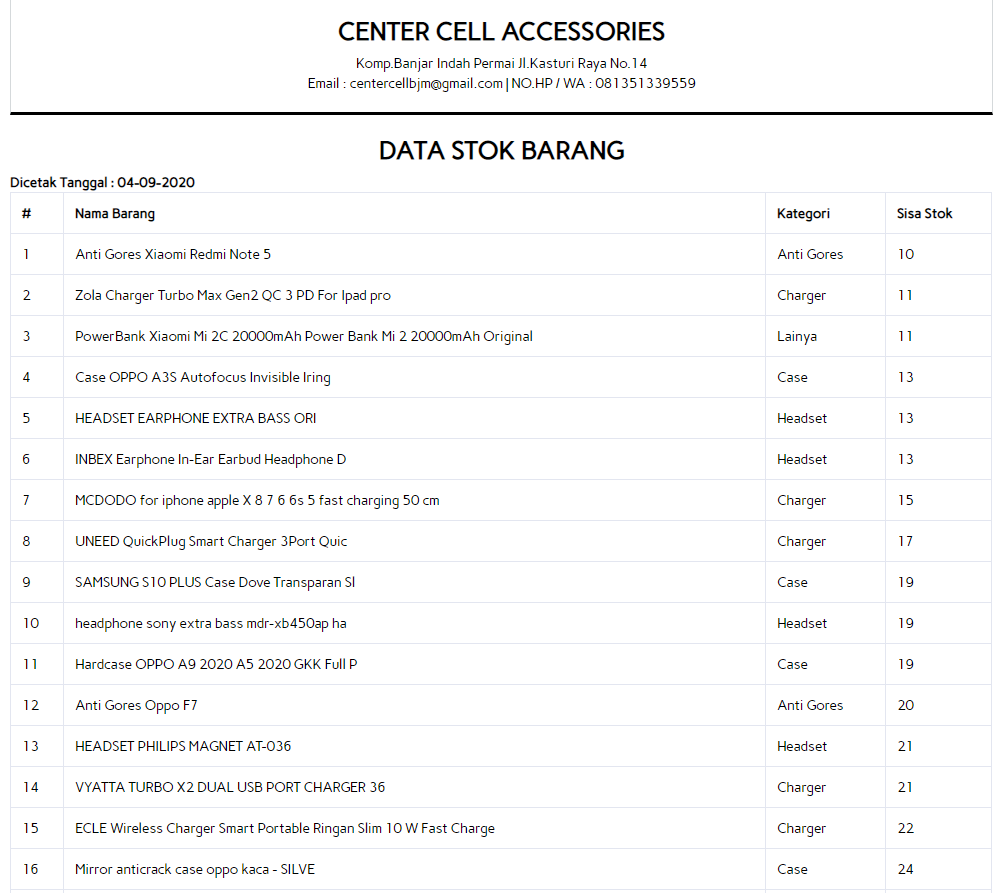 CENTER CELL ACCESSORIES
Komp.Banjar Indah Permai Jl.Kasturi Raya No.14
Email : centercellbjm@gmail.com | NO.HP / WA : 081351339559
DATA STOK BARANG
Dicetak Tanggal : 04-09-2020
# Nama Barang Kategori Sisa Stok
1 Anti Gores Xiaomi Redmi Note 5 Anti Gores 10
2 Zola Charger Turbo Max Gen2 QC 3 PD For Ipad pro Charger 11
3 PowerBank Xiaomi Mi 2C 20000mAh Power Bank Mi 2 20000mAh Original Lainya 11
4 Case OPPO A3S Autofocus Invisible Iring Case 13
5 HEADSET EARPHONE EXTRA BASS ORI Headset 13
6 INBEX Earphone In-Ear Earbud Headphone D Headset 13
7 MCDODO for iphone apple X 8 7 6 6s 5 fast charging 50 cm Charger 15
8 UNEED QuickPlug Smart Charger 3Port Quic Charger 17
9 SAMSUNG S10 PLUS Case Dove Transparan Sl Case 19
10 headphone sony extra bass mdr-xb450ap ha Headset 19
11 Hardcase OPPO A9 2020 A5 2020 GKK Full P Case 19
12 Anti Gores Oppo F7 Anti Gores 20
13 HEADSET PHILIPS MAGNET AT-036 Headset 21
14 VYATTA TURBO X2 DUAL USB PORT CHARGER 36 Charger 21
15 ECLE Wireless Charger Smart Portable Ringan Slim 10 W Fast Charge Charger 22
16 Mirror anticrack case oppo kaca - SILVE Case 24